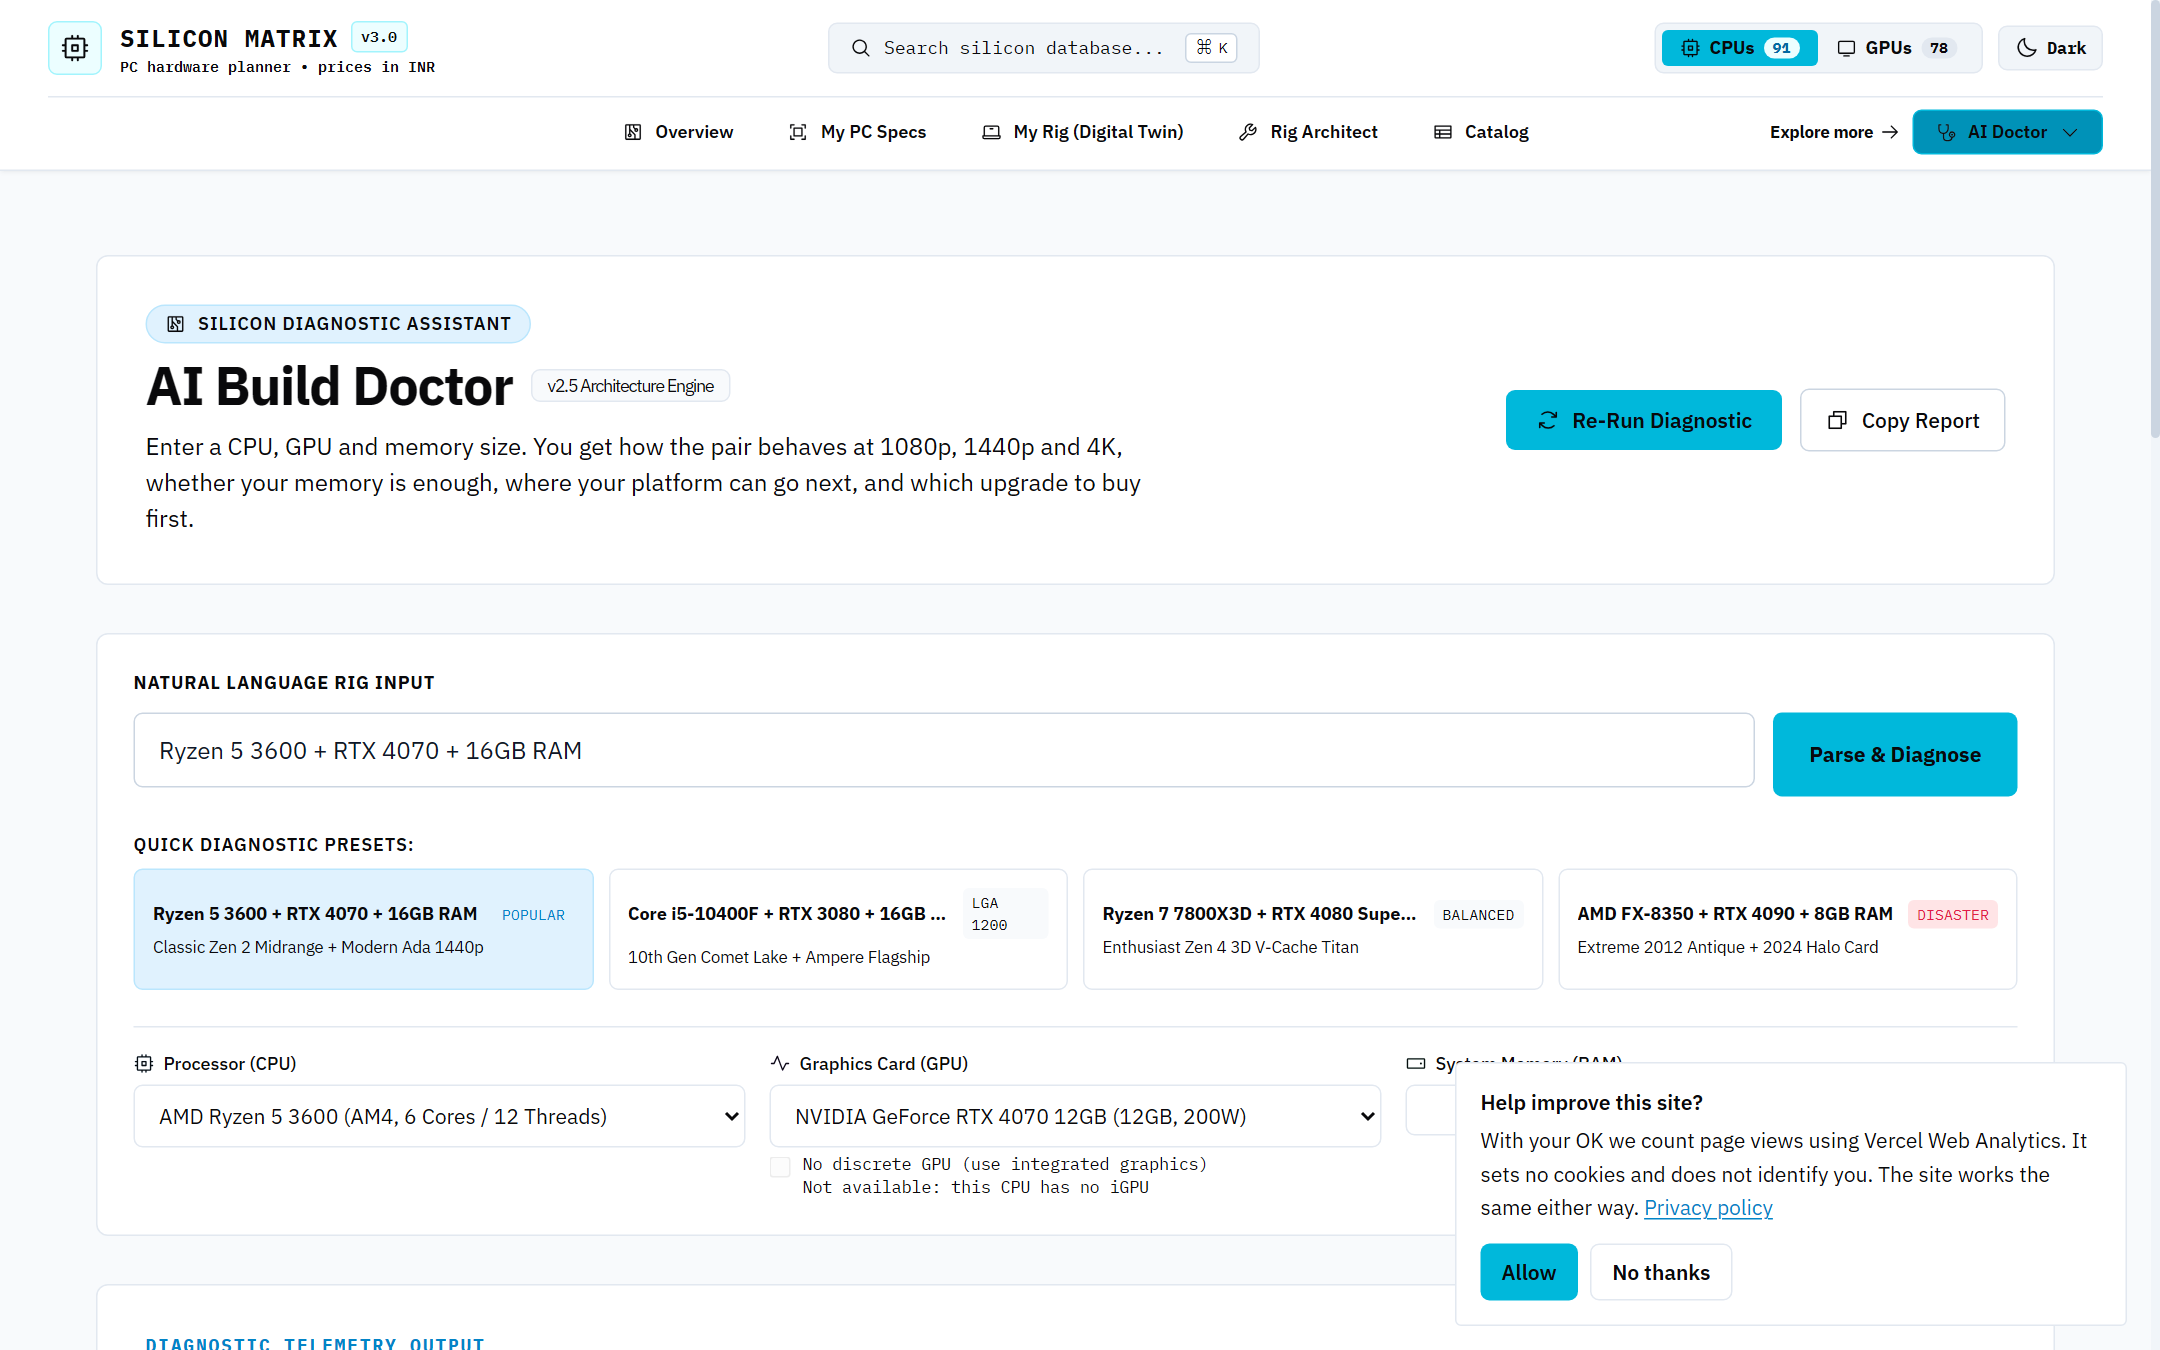 SILICON MATRIX v3.0
PC hardware planner • prices in INR
Search silicon database... ⌘ K
CPUs 91 GPUs 78 Dark
Overview My PC Specs My Rig (Digital Twin) Rig Architect Catalog Explore more → AI Doctor
SILICON DIAGNOSTIC ASSISTANT
AI Build Doctor v2.5 Architecture Engine
Enter a CPU, GPU and memory size. You get how the pair behaves at 1080p, 1440p and 4K,
whether your memory is enough, where your platform can go next, and which upgrade to buy
first.
Re-Run Diagnostic Copy Report
NATURAL LANGUAGE RIG INPUT
Ryzen 5 3600 + RTX 4070 + 16GB RAM
Parse & Diagnose
QUICK DIAGNOSTIC PRESETS:
Ryzen 5 3600 + RTX 4070 + 16GB RAM POPULAR
Classic Zen 2 Midrange + Modern Ada 1440p
Core i5-10400F + RTX 3080 + 16GB ... LGA
1200
10th Gen Comet Lake + Ampere Flagship
Ryzen 7 7800X3D + RTX 4080 Supe... BALANCED
Enthusiast Zen 4 3D V-Cache Titan
AMD FX-8350 + RTX 4090 + 8GB RAM DISASTER
Extreme 2012 Antique + 2024 Halo Card
Processor (CPU)
AMD Ryzen 5 3600 (AM4, 6 Cores / 12 Threads)
Graphics Card (GPU)
NVIDIA GeForce RTX 4070 12GB (12GB, 200W)
No discrete GPU (use integrated graphics)
Not available: this CPU has no iGPU
System Memory (RAM)
Help improve this site?
With your OK we count page views using Vercel Web Analytics. It
sets no cookies and does not identify you. The site works the
same either way. Privacy policy
Allow No thanks
DIAGNOSTIC TELEMETRY OUTPUT